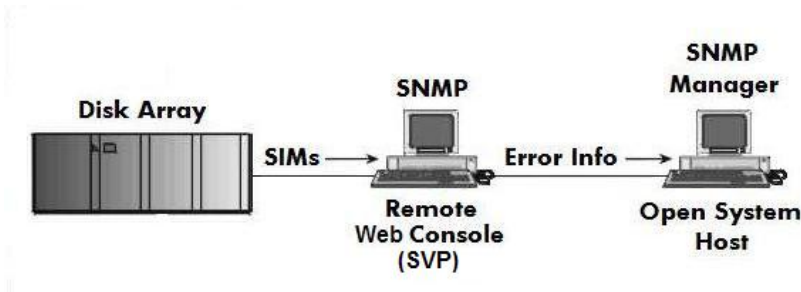 SNMP
Manager
SNMP
Disk Array
SIMs
Error Info
Remote
Web Console
(SVP)
Open System
Host